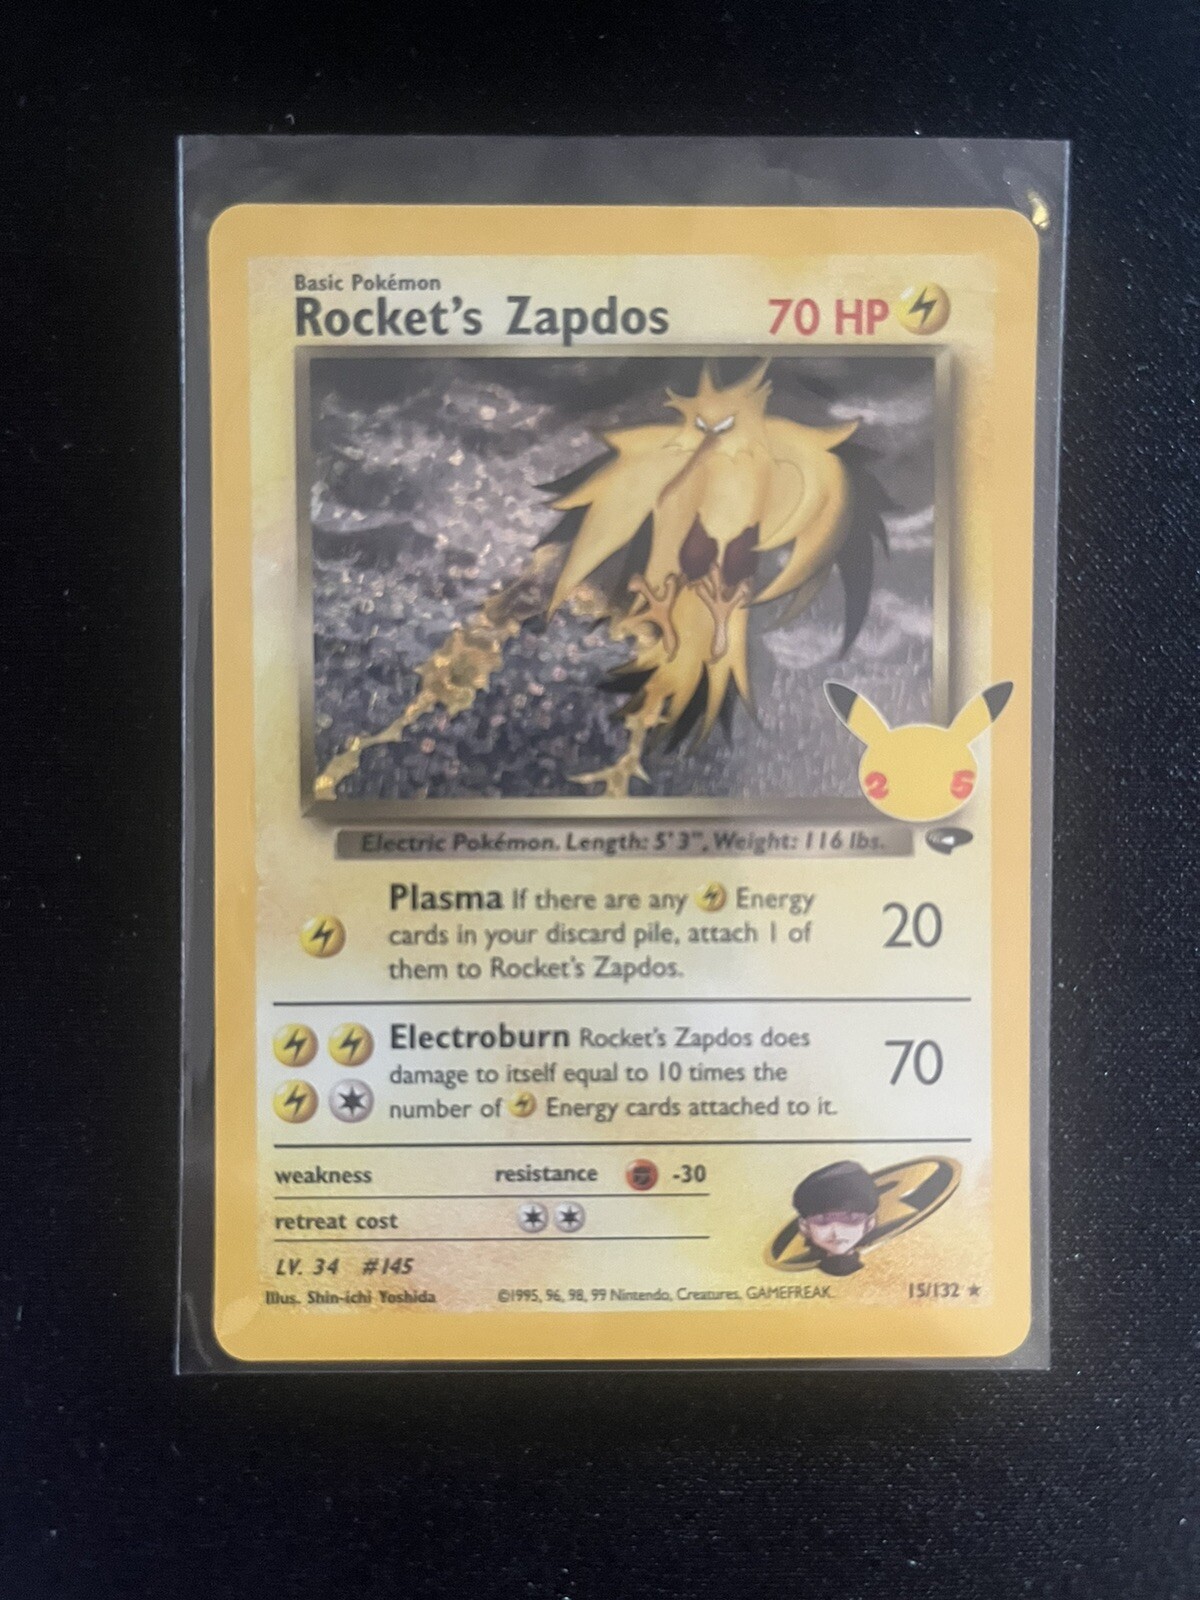 Basic Pokémon
Rocket's Zapdos 70 HP
2 5
Electric Pokémon. Length: 5' 3", Weight: 116 lbs.
Plasma If there are any Energy
cards in your discard pile, attach 1 of
them to Rocket's Zapdos.
20
Electroburn Rocket's Zapdos does
damage to itself equal to 10 times the
number of Energy cards attached to it.
70
weakness resistance -30
retreat cost
LV. 34 #145
Illus. Shin-ichi Yoshida ©1995, 96, 98, 99 Nintendo, Creatures, GAMEFREAK. 15/132